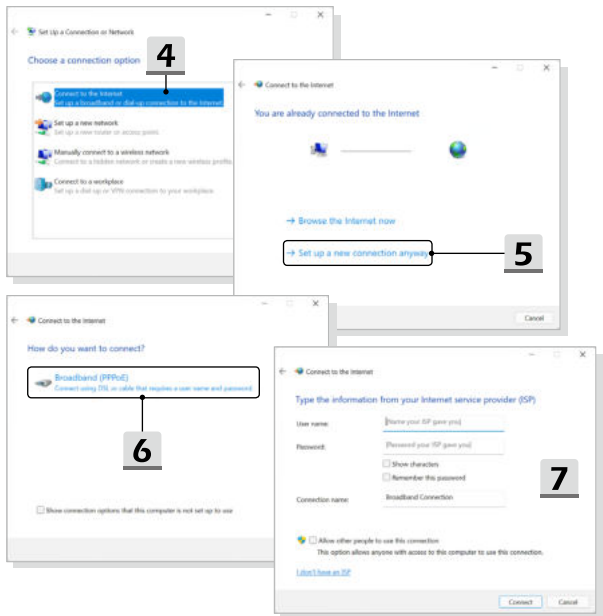 Set Up a Connection or Network
Choose a connection option
4
Connect to the Internet
Set up a broadband or dial-up connection to the Internet.
Set up a new network
Set up a new router or access point.
Manually connect to a wireless network
Connect to a hidden network or create a new wireless profile.
Connect to a workplace
Set up a dial-up or VPN connection to your workplace.
Connect to the Internet
You are already connected to the Internet
→ Browse the Internet now
→ Set up a new connection anyway
5
Cancel
Connect to the Internet
How do you want to connect?
Broadband (PPPoE)
Connect using DSL or cable that requires a user name and password.
6
Show connection options that this computer is not set up to use
Connect to the Internet
Type the information from your Internet service provider (ISP)
User name: [Name your ISP gave you]
Password: [Password your ISP gave you]
Show characters
Remember this password
7
Connection name: Broadband Connection
Allow other people to use this connection
This option allows anyone with access to this computer to use this connection.
I don't have an ISP
Connect Cancel